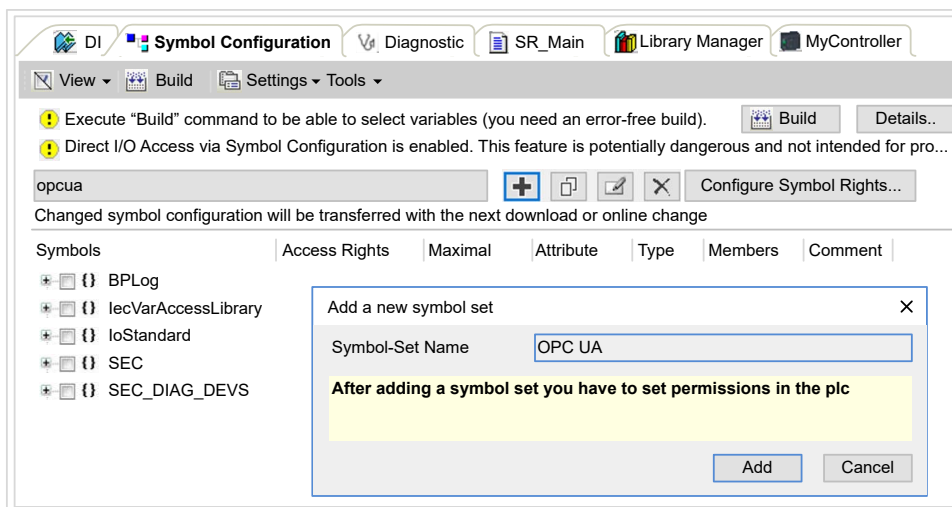 DI Symbol Configuration Diagnostic SR_Main Library Manager MyController
View Build Settings Tools
Execute “Build” command to be able to select variables (you need an error-free build). Build Details..
Direct I/O Access via Symbol Configuration is enabled. This feature is potentially dangerous and not intended for pro...
opcua Configure Symbol Rights...
Changed symbol configuration will be transferred with the next download or online change
Symbols Access Rights Maximal Attribute Type Members Comment
BPLog
IecVarAccessLibrary
IoStandard
SEC
SEC_DIAG_DEVS
Add a new symbol set
Symbol-Set Name OPC UA
After adding a symbol set you have to set permissions in the plc
Add Cancel